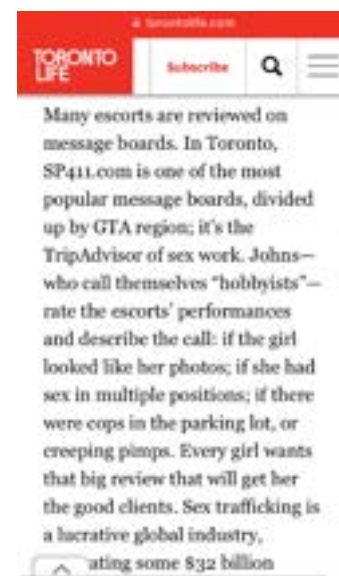 torontolife.com
TORONTO
LIFE
Subscribe
Many escorts are reviewed on
message boards. In Toronto,
SP411.com is one of the most
popular message boards, divided
up by GTA region; it's the
TripAdvisor of sex work. Johns—
who call themselves "hobbyists"—
rate the escorts' performances
and describe the call: if the girl
looked like her photos; if she had
sex in multiple positions; if there
were cops in the parking lot, or
creeping pimps. Every girl wants
that big review that will get her
the good clients. Sex trafficking is
a lucrative global industry,
ating some $32 billion